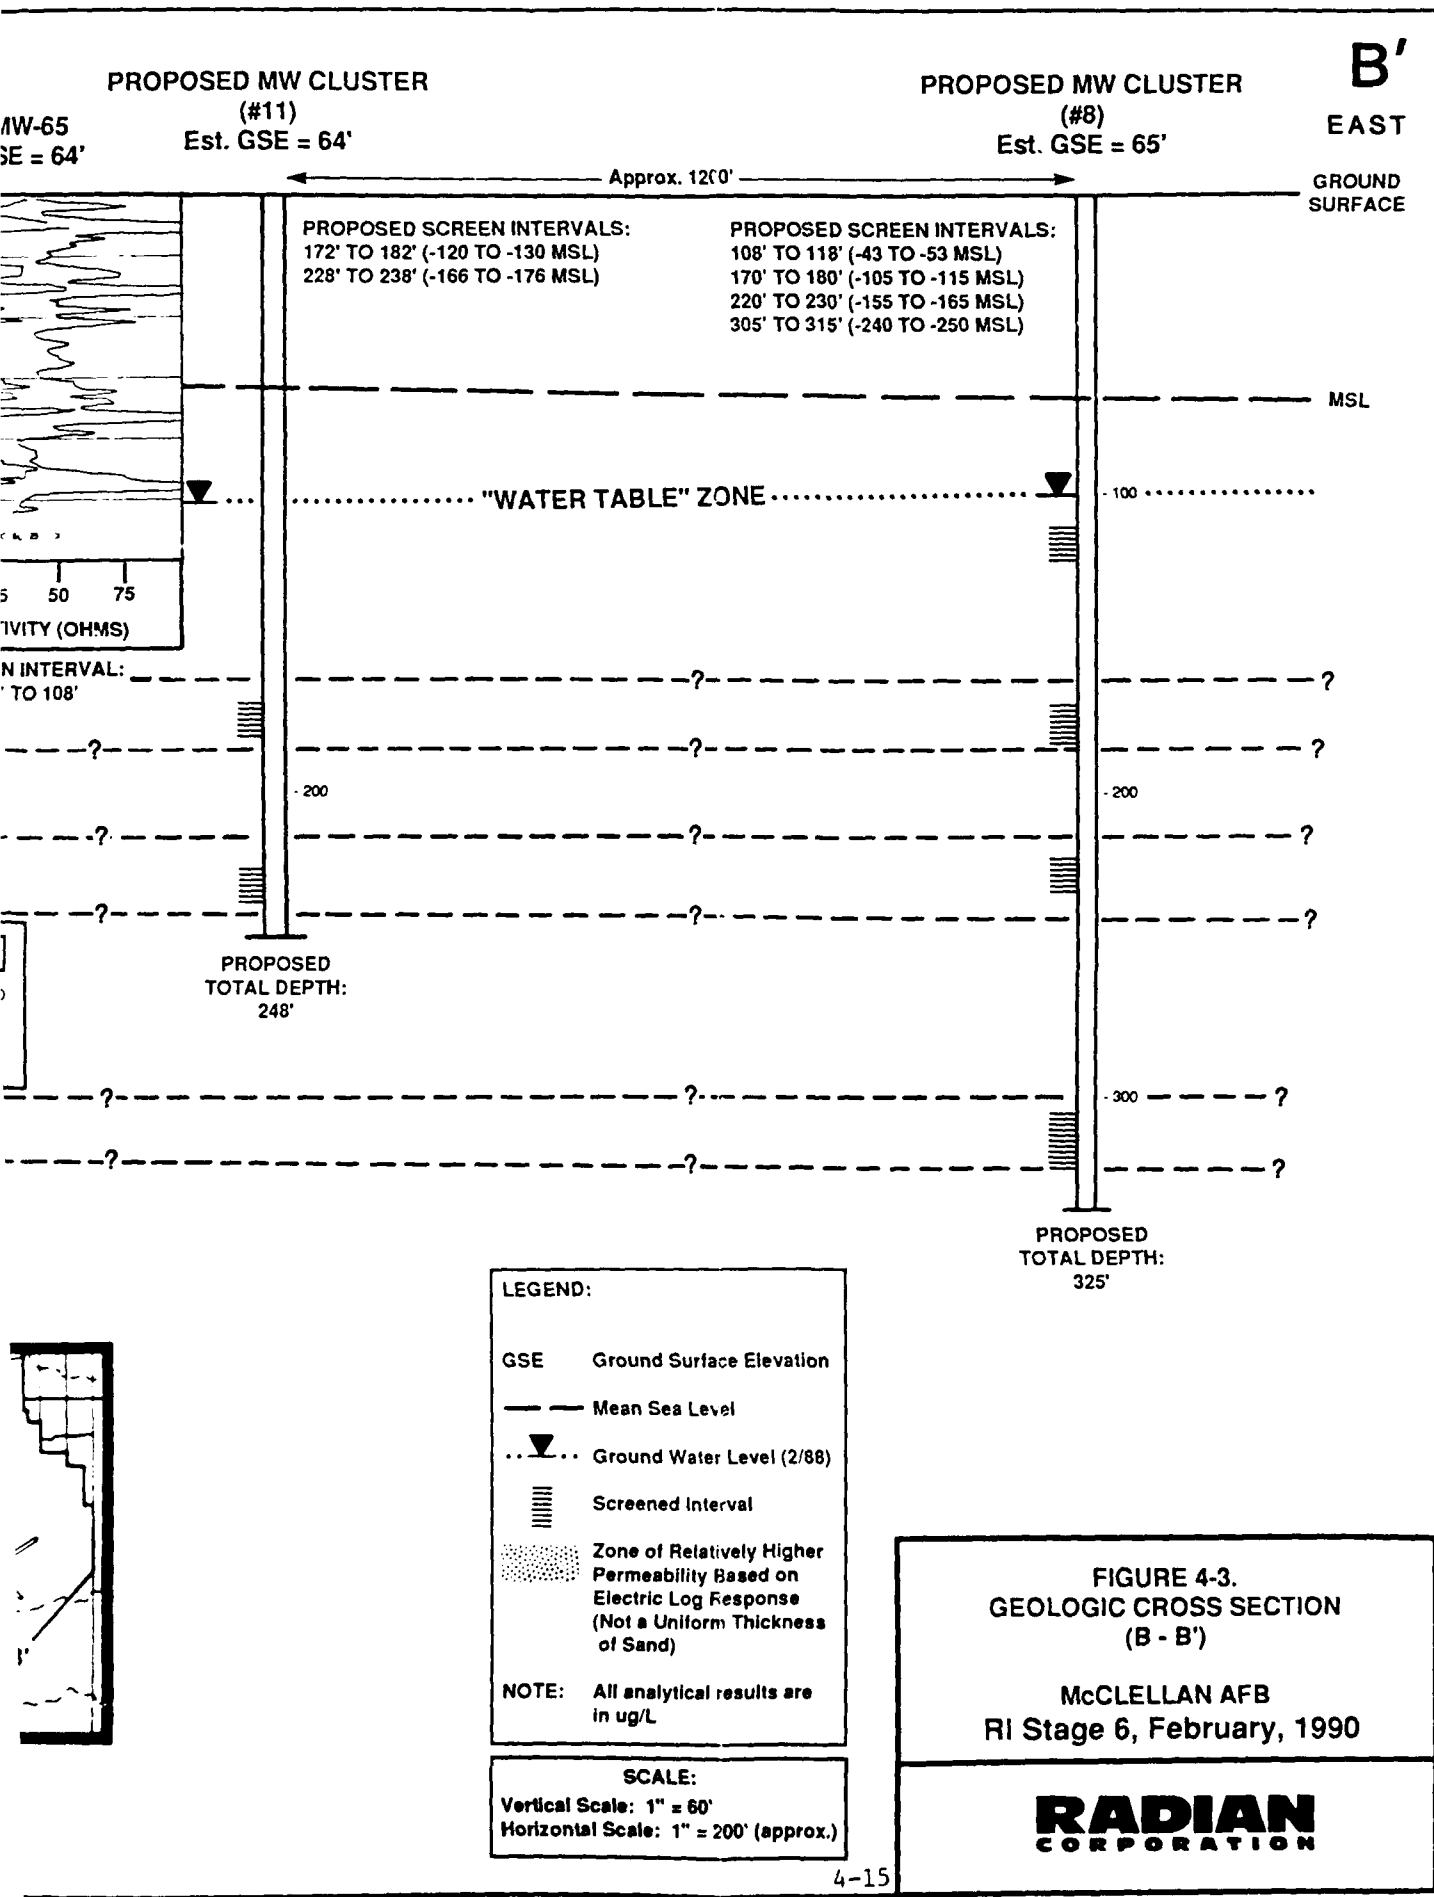 B'
EAST
PROPOSED MW CLUSTER
(#11)
Est. GSE = 64'
PROPOSED MW CLUSTER
(#8)
Est. GSE = 65'
MW-65
SE = 64'
Approx. 1200'
GROUND
SURFACE
PROPOSED SCREEN INTERVALS:
172' TO 182' (-120 TO -130 MSL)
228' TO 238' (-166 TO -176 MSL)
PROPOSED SCREEN INTERVALS:
108' TO 118' (-43 TO -53 MSL)
170' TO 180' (-105 TO -115 MSL)
220' TO 230' (-155 TO -165 MSL)
305' TO 315' (-240 TO -250 MSL)
MSL
"WATER TABLE" ZONE
- 100
5 50 75
TIVITY (OHMS)
N INTERVAL:
' TO 108'
? ?
? ? ?
- 200
- 200
? ? ?
? ? ?
PROPOSED
TOTAL DEPTH:
248'
? ? - 300 ?
? ? ?
PROPOSED
TOTAL DEPTH:
325'
LEGEND:
GSE Ground Surface Elevation
Mean Sea Level
Ground Water Level (2/88)
Screened Interval
Zone of Relatively Higher
Permeability Based on
Electric Log Response
(Not a Uniform Thickness
of Sand)
NOTE: All analytical results are
in ug/L
SCALE:
Vertical Scale: 1" = 60'
Horizontal Scale: 1" = 200' (approx.)
4-15
FIGURE 4-3.
GEOLOGIC CROSS SECTION
(B - B')
McCLELLAN AFB
RI Stage 6, February, 1990
RADIAN
CORPORATION